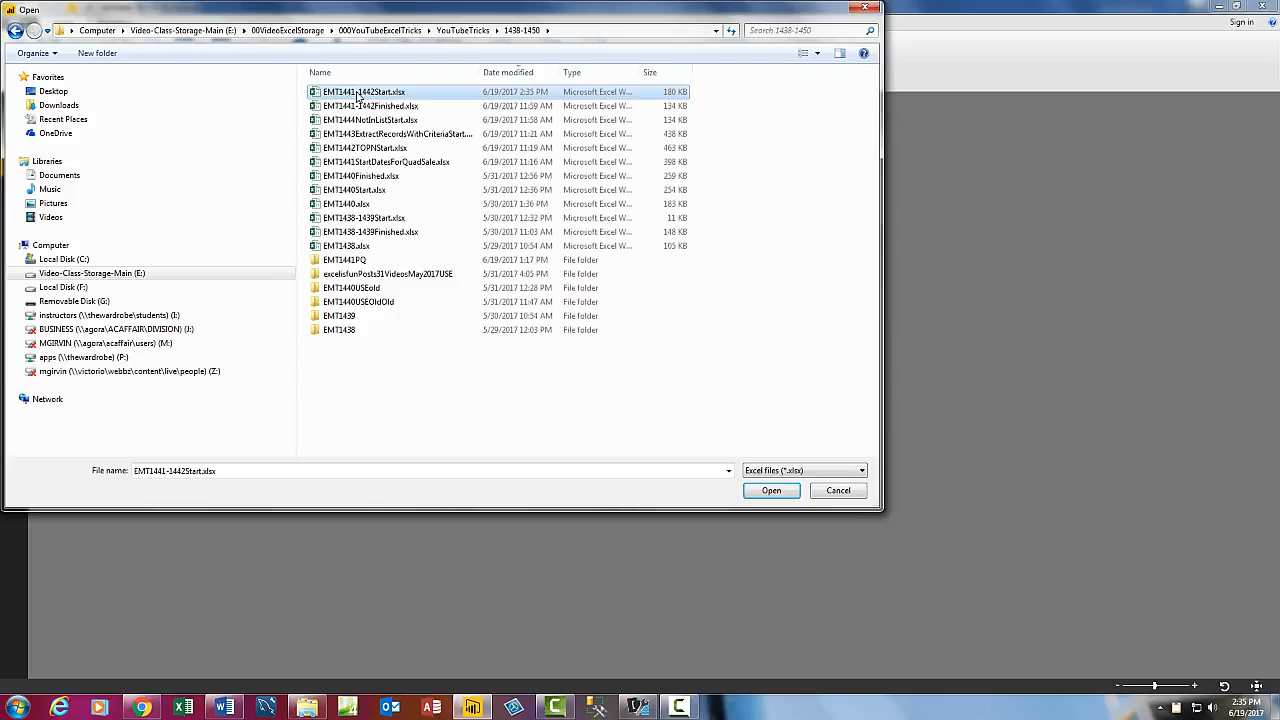 Open
Computer Video-Class-Storage-Main (E:) 00VideoExcelStorage 000YouTubeExcelTricks YouTubeTricks 1438-1450 Search 1438-1450
Sign in
Organize New folder
Name Date modified Type Size
Favorites
Desktop
Downloads
Recent Places
OneDrive
Libraries
Documents
Music
Pictures
Videos
Computer
Local Disk (C:)
Video-Class-Storage-Main (E:)
Local Disk (F:)
Removable Disk (G:)
instructors (\\thewardrobe\students) (I:)
BUSINESS (\\agora\ACAFFAIR\DIVISION) (J:)
MGIRVIN (\\agora\acaffair\users) (M:)
apps (\\thewardrobe) (P:)
mgirvin (\\victorio\webbz\content\live\people) (Z:)
Network
EMT1441-1442Start.xlsx 6/19/2017 2:35 PM Microsoft Excel W... 180 KB
EMT1441-1442Finished.xlsx 6/19/2017 11:59 AM Microsoft Excel W... 134 KB
EMT1444NotInListStart.xlsx 6/19/2017 11:58 AM Microsoft Excel W... 134 KB
EMT1443ExtractRecordsWithCriteriaStart.... 6/19/2017 11:21 AM Microsoft Excel W... 438 KB
EMT1442TOPNStart.xlsx 6/19/2017 11:19 AM Microsoft Excel W... 463 KB
EMT1441StartDatesForQuadSale.xlsx 6/19/2017 11:16 AM Microsoft Excel W... 398 KB
EMT1440Finished.xlsx 5/31/2017 12:56 PM Microsoft Excel W... 259 KB
EMT1440Start.xlsx 5/31/2017 12:36 PM Microsoft Excel W... 254 KB
EMT1440.xlsx 5/30/2017 1:36 PM Microsoft Excel W... 183 KB
EMT1438-1439Start.xlsx 5/30/2017 12:32 PM Microsoft Excel W... 11 KB
EMT1438-1439Finished.xlsx 5/30/2017 11:03 AM Microsoft Excel W... 148 KB
EMT1438.xlsx 5/29/2017 10:54 AM Microsoft Excel W... 105 KB
EMT1441PQ 6/19/2017 1:17 PM File folder
excelisfunPosts31VideosMay2017USE 5/31/2017 4:05 PM File folder
EMT1440USEold 5/31/2017 12:28 PM File folder
EMT1440USEOldOld 5/31/2017 11:47 AM File folder
EMT1439 5/30/2017 10:54 AM File folder
EMT1438 5/29/2017 12:03 PM File folder
File name: EMT1441-1442Start.xlsx Excel files (*.xlsx)
Open Cancel
2:35 PM
6/19/2017